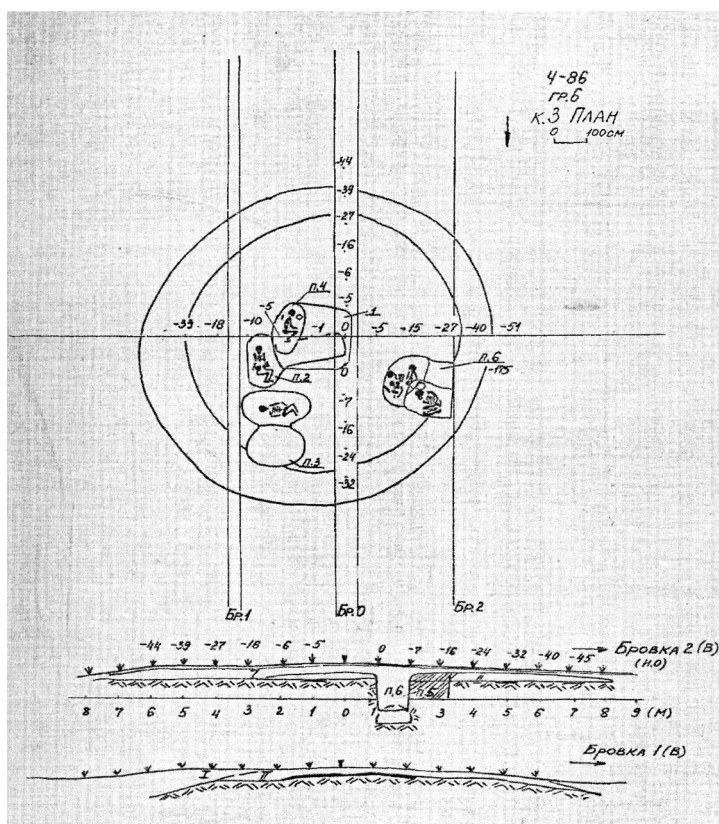 Ч-86
ГР.6
К.3 ПЛАН
0 100СМ
-44
-39
-27
-16
-6
-5
П.4
-5
1
-33 -18 -10 -1 0 -5 -15 -27 -40 -51
П.2
0
П.6
-175
-7
-16
П.3
-24
-32
БР.1 БР.0 БР.2
-44 -39 -27 -16 -6 -5 0 -7 -16 -24 -32 -40 -45 БРОВКА 2 (В)
(Н.О)
I
II
П.6 П.5
8 7 6 5 4 3 2 1 0 1 3 4 5 6 7 8 9 (М)
БРОВКА 1 (В)
I II